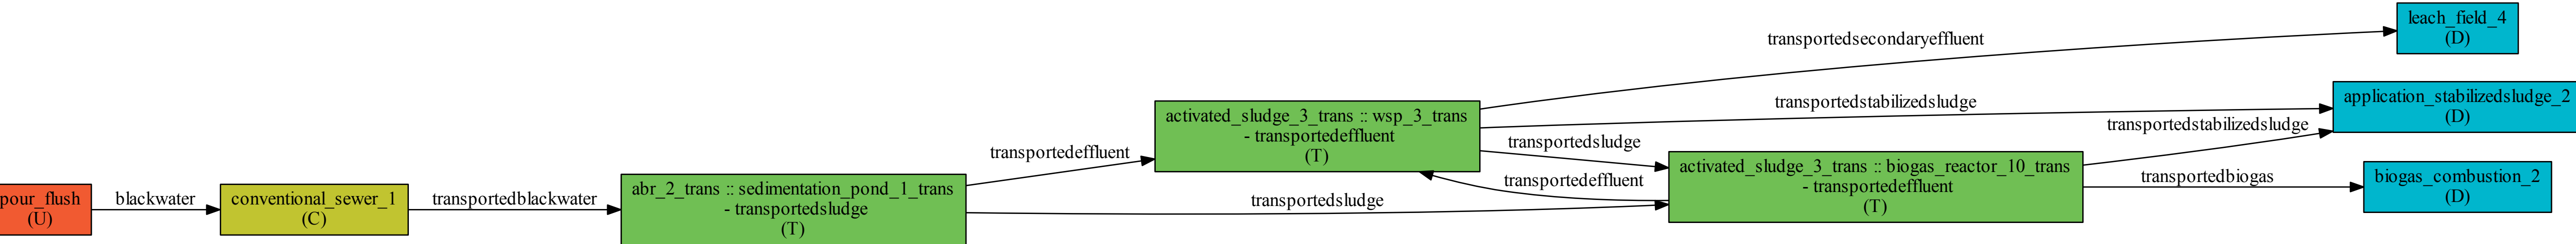 pour_flush
(U)
blackwater
conventional_sewer_1
(C)
transportedblackwater
abr_2_trans :: sedimentation_pond_1_trans
- transportedsludge
(T)
transportedeffluent
transportedsludge
activated_sludge_3_trans :: wsp_3_trans
- transportedeffluent
(T)
transportedsludge
transportedeffluent
activated_sludge_3_trans :: biogas_reactor_10_trans
- transportedeffluent
(T)
transportedsecondaryeffluent
transportedstabilizedsludge
transportedstabilizedsludge
transportedbiogas
leach_field_4
(D)
application_stabilizedsludge_2
(D)
biogas_combustion_2
(D)